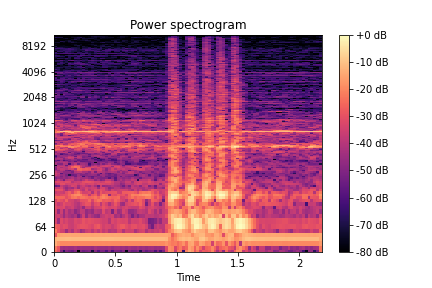 Power spectrogram
8192
4096
2048
1024
512
256
128
64
0
Hz
0 0.5 1 1.5 2
Time
+0 dB
-10 dB
-20 dB
-30 dB
-40 dB
-50 dB
-60 dB
-70 dB
-80 dB